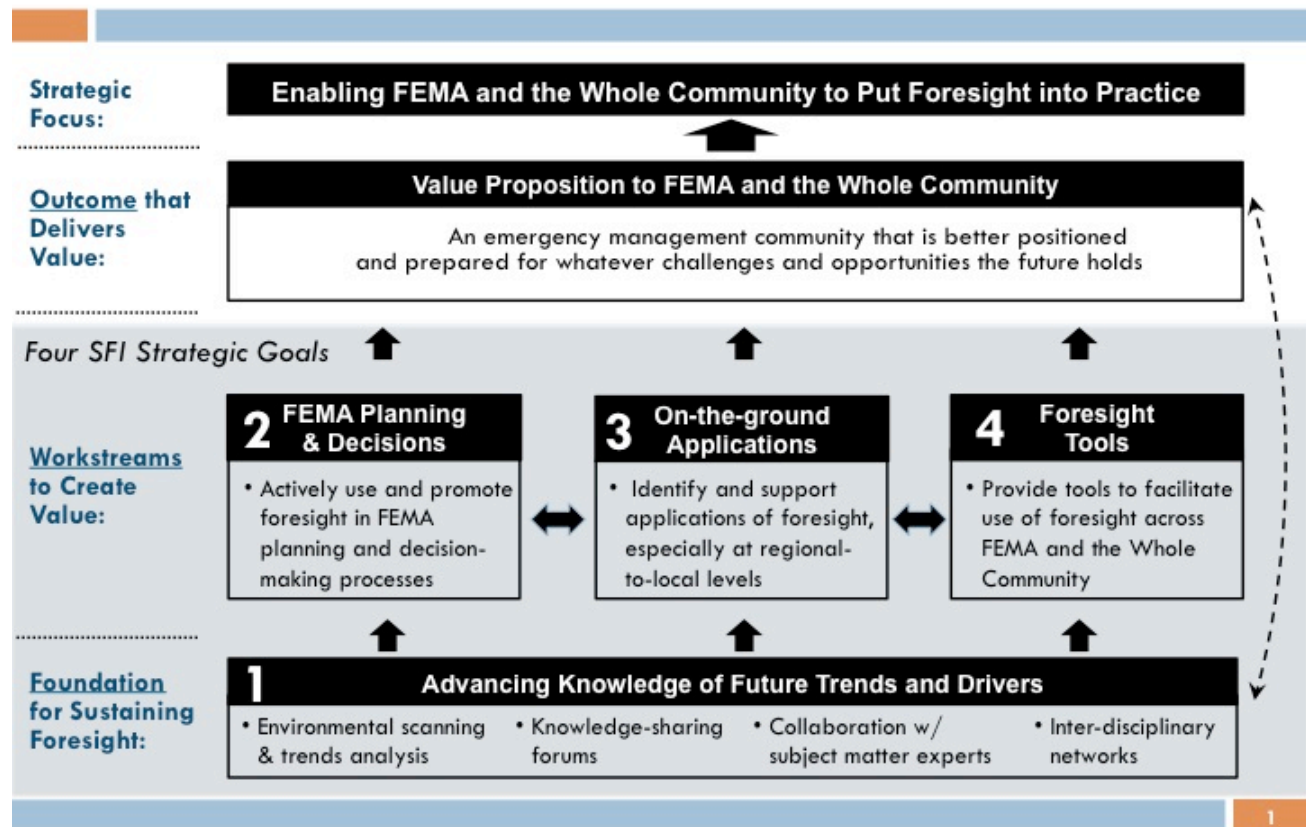 Strategic
Focus:
Enabling FEMA and the Whole Community to Put Foresight into Practice
Outcome that
Delivers
Value:
Value Proposition to FEMA and the Whole Community
An emergency management community that is better positioned
and prepared for whatever challenges and opportunities the future holds
Four SFI Strategic Goals
Workstreams
to Create
Value:
2 FEMA Planning
& Decisions
• Actively use and promote
foresight in FEMA
planning and decision-
making processes
3 On-the-ground
Applications
• Identify and support
applications of foresight,
especially at regional-
to-local levels
4 Foresight
Tools
• Provide tools to facilitate
use of foresight across
FEMA and the Whole
Community
Foundation
for Sustaining
Foresight:
1 Advancing Knowledge of Future Trends and Drivers
• Environmental scanning
& trends analysis
• Knowledge-sharing
forums
• Collaboration w/
subject matter experts
• Inter-disciplinary
networks
1